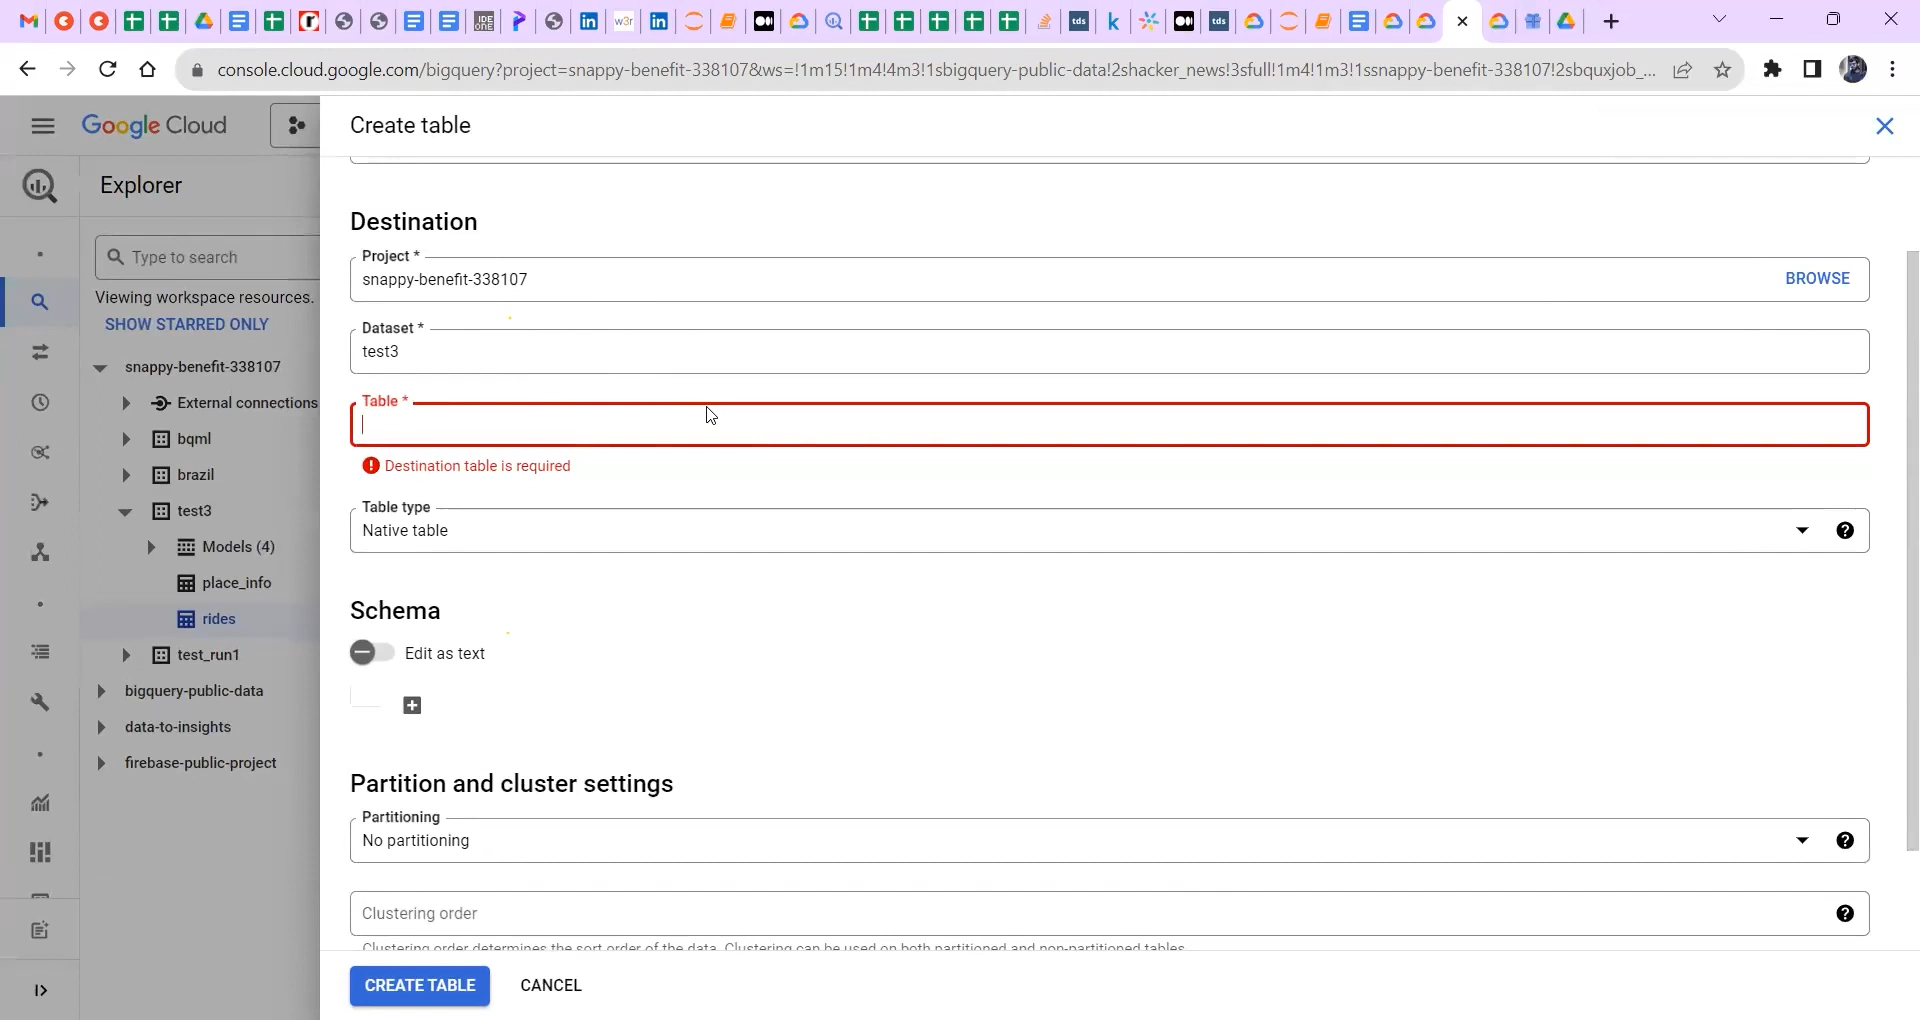 console.cloud.google.com/bigquery?project=snappy-benefit-338107&ws=!1m15!1m4!4m3!1sbigquery-public-data!2shacker_news!3sfull!1m4!1m3!1ssnappy-benefit-338107!2sbquxjob_...
Google Cloud
Create table
Explorer
Type to search
Viewing workspace resources.
SHOW STARRED ONLY
snappy-benefit-338107
External connections
bqml
brazil
test3
Models (4)
place_info
rides
test_run1
bigquery-public-data
data-to-insights
firebase-public-project
Destination
Project *
snappy-benefit-338107
BROWSE
Dataset *
test3
Table *
Destination table is required
Table type
Native table
Schema
Edit as text
Partition and cluster settings
Partitioning
No partitioning
Clustering order
Clustering order determines the sort order of the data. Clustering can be used on both partitioned and non-partitioned tables
CREATE TABLE
CANCEL